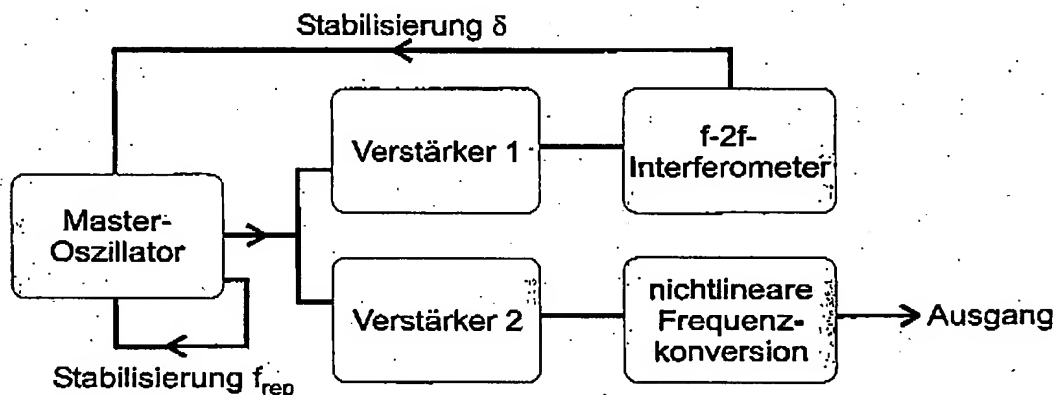 Stabilisierung δ
Verstärker 1
f-2f-
Interferometer
Master-
Oszillator
Verstärker 2
nichtlineare
Frequenz-
konversion
Ausgang
Stabilisierung f_rep